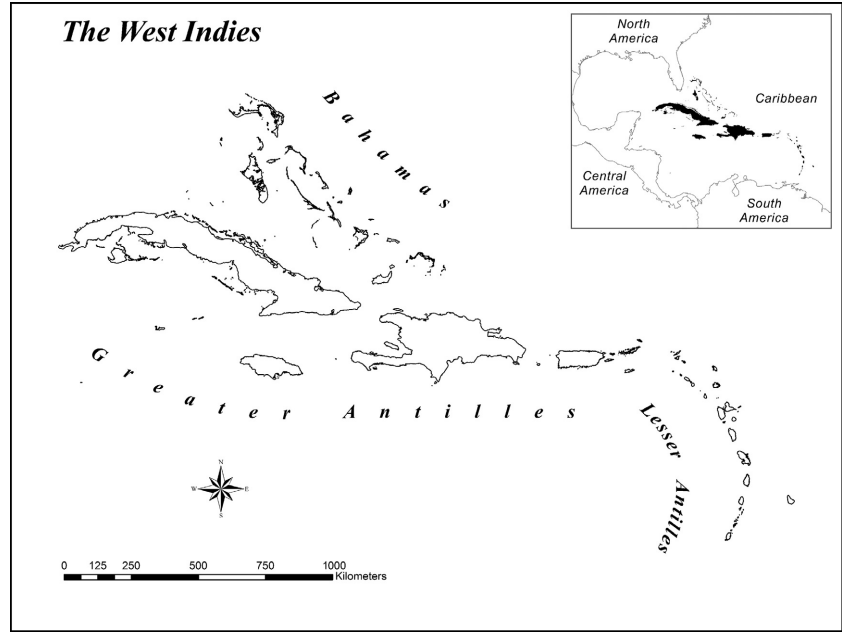 The West Indies
North
America
Caribbean
Central
America
South
America
Bahamas
Greater Antilles
Lesser
Antilles
N
W E
S
0 125 250 500 750 1000
Kilometers